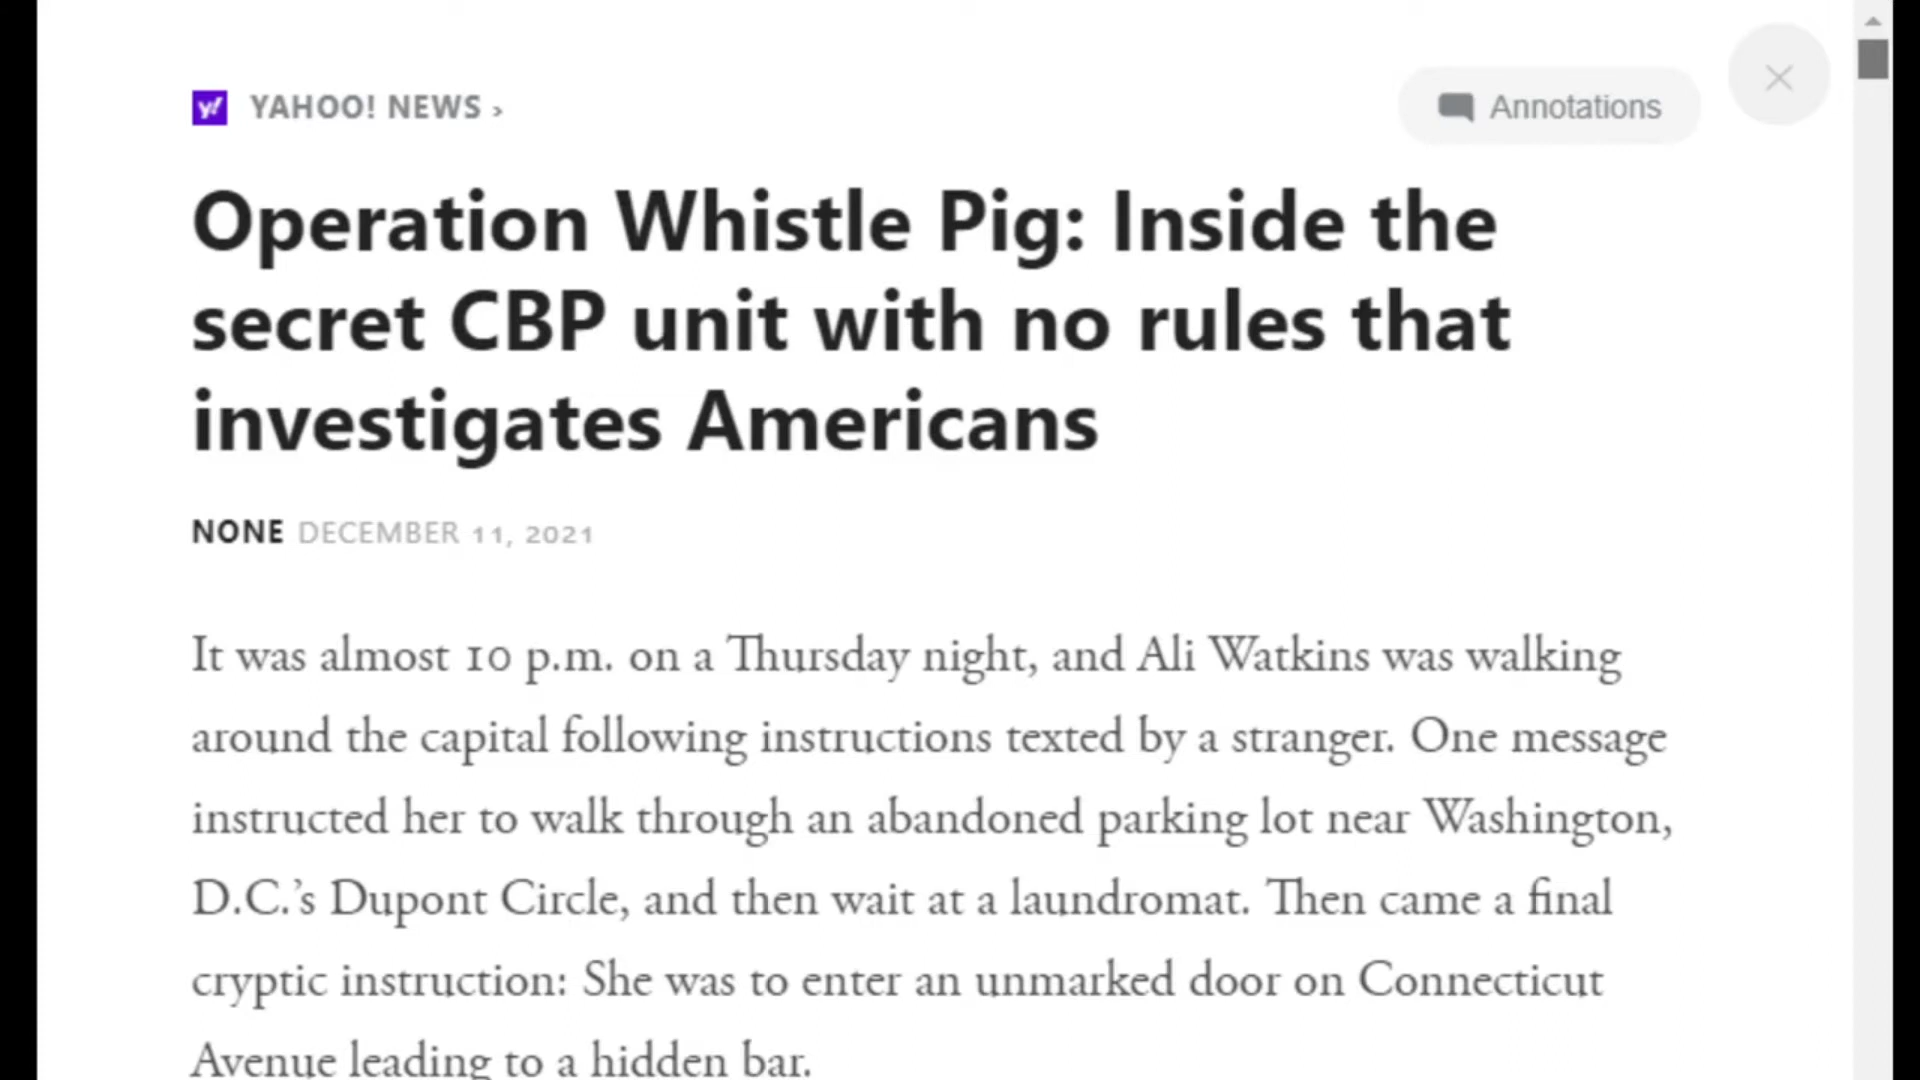 y!
YAHOO! NEWS ›
Annotations
Operation Whistle Pig: Inside the
secret CBP unit with no rules that
investigates Americans
NONE DECEMBER 11, 2021
It was almost 10 p.m. on a Thursday night, and Ali Watkins was walking
around the capital following instructions texted by a stranger. One message
instructed her to walk through an abandoned parking lot near Washington,
D.C.’s Dupont Circle, and then wait at a laundromat. Then came a final
cryptic instruction: She was to enter an unmarked door on Connecticut
Avenue leading to a hidden bar.